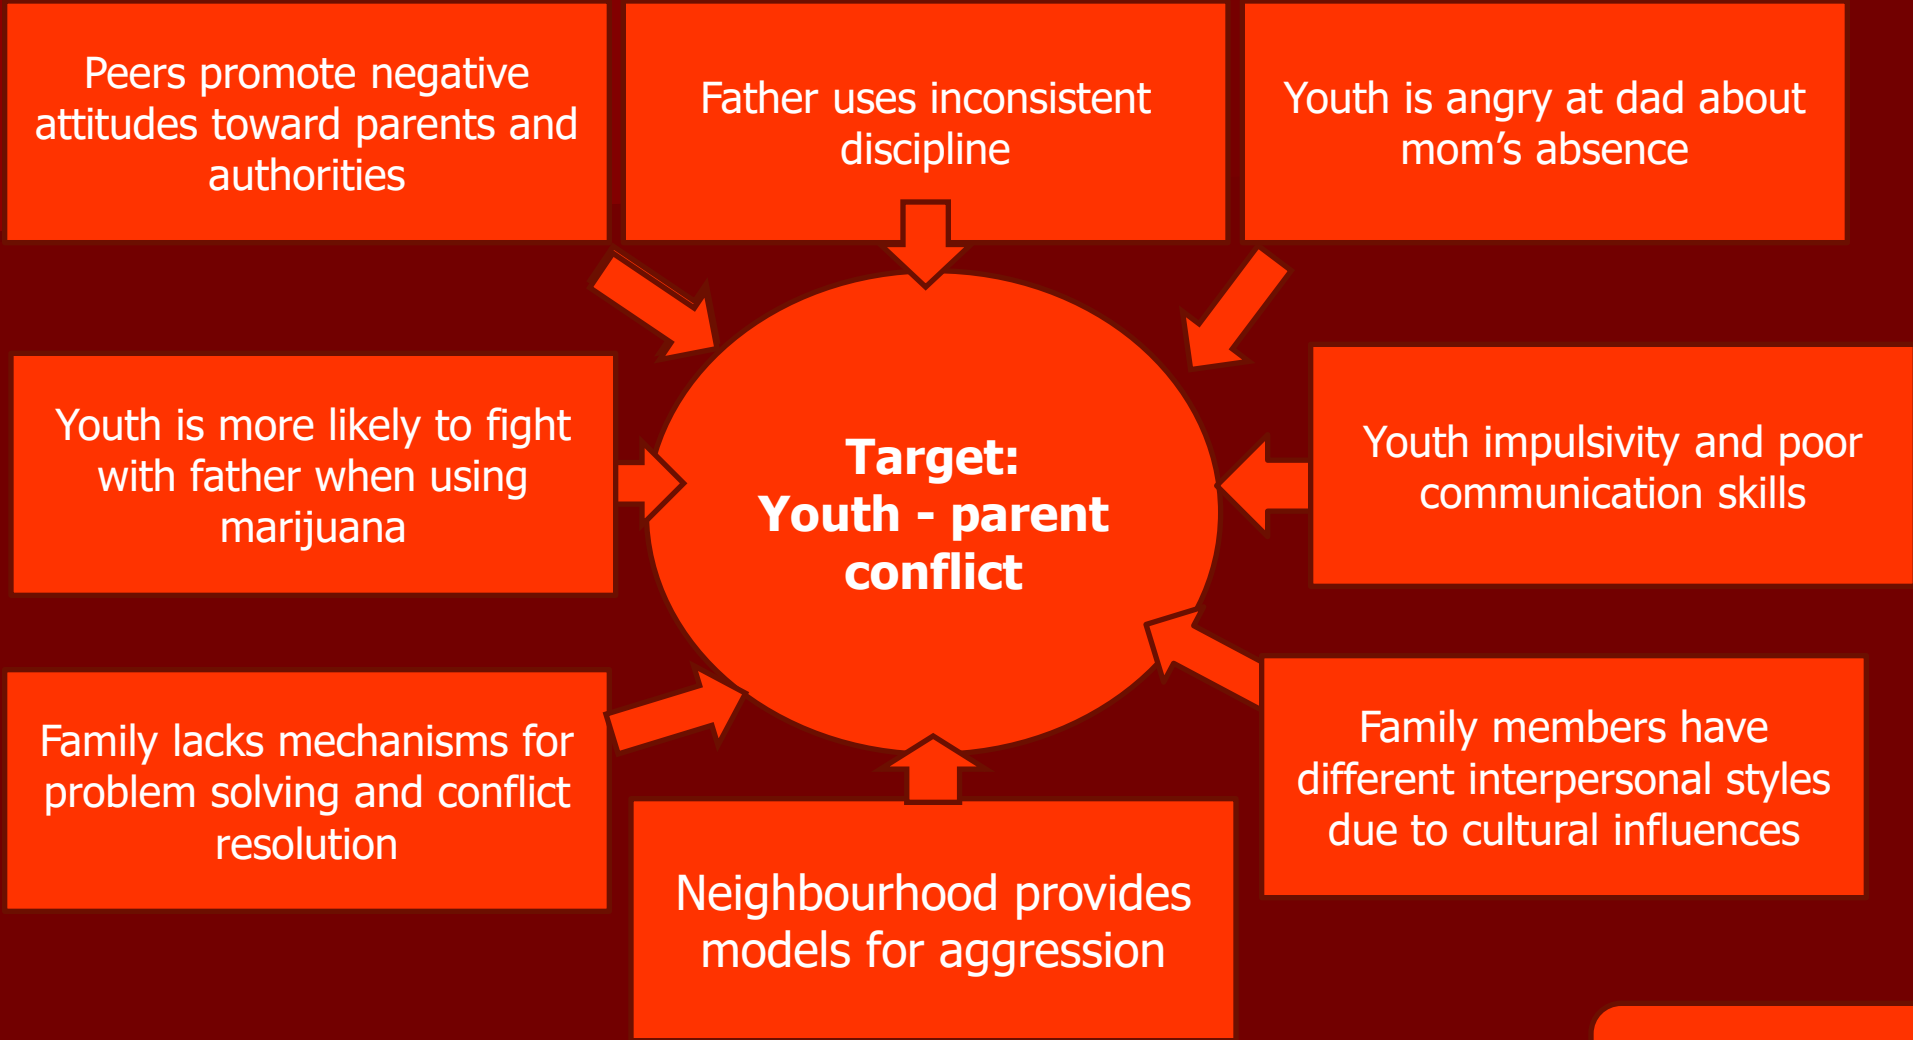 Peers promote negative
attitudes toward parents and
authorities
Father uses inconsistent
discipline
Youth is angry at dad about
mom’s absence
Youth is more likely to fight
with father when using
marijuana
Target:
Youth - parent
conflict
Youth impulsivity and poor
communication skills
Family lacks mechanisms for
problem solving and conflict
resolution
Neighbourhood provides
models for aggression
Family members have
different interpersonal styles
due to cultural influences